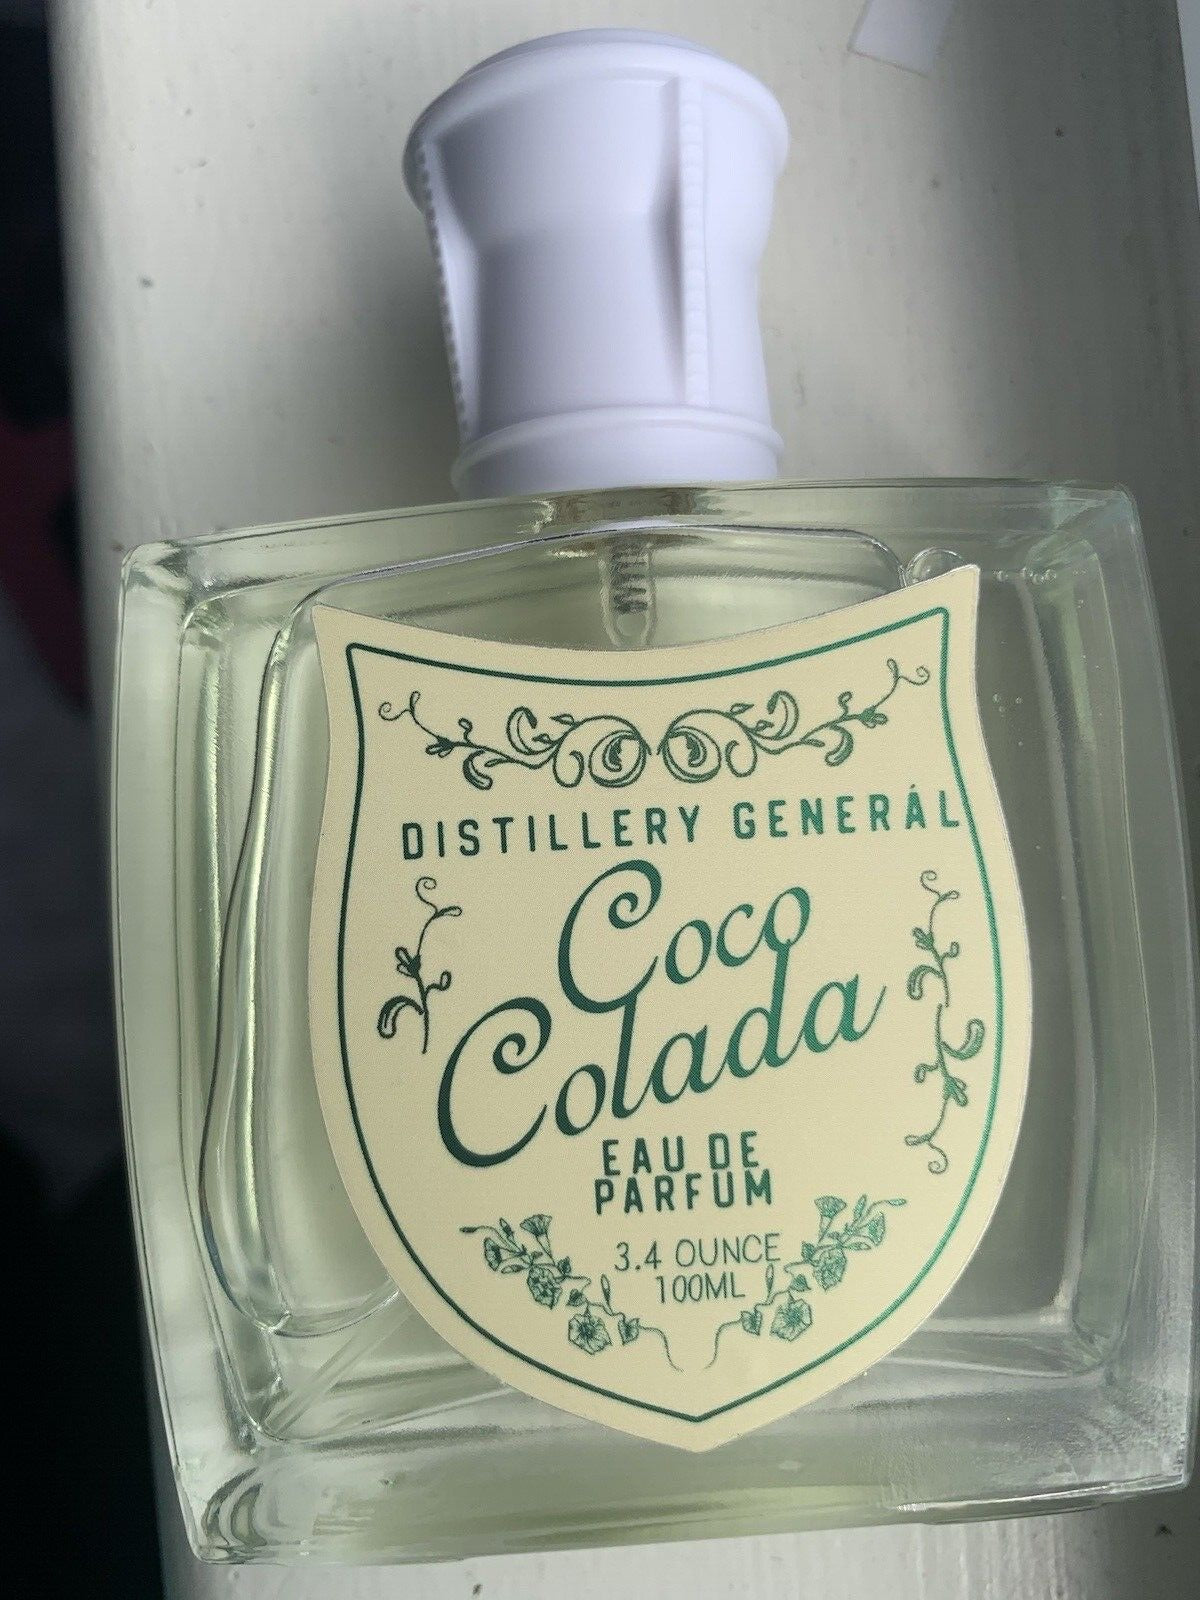 DISTILLERY GENERÁL
Coco
Colada
EAU DE
PARFUM
3.4 OUNCE
100ML